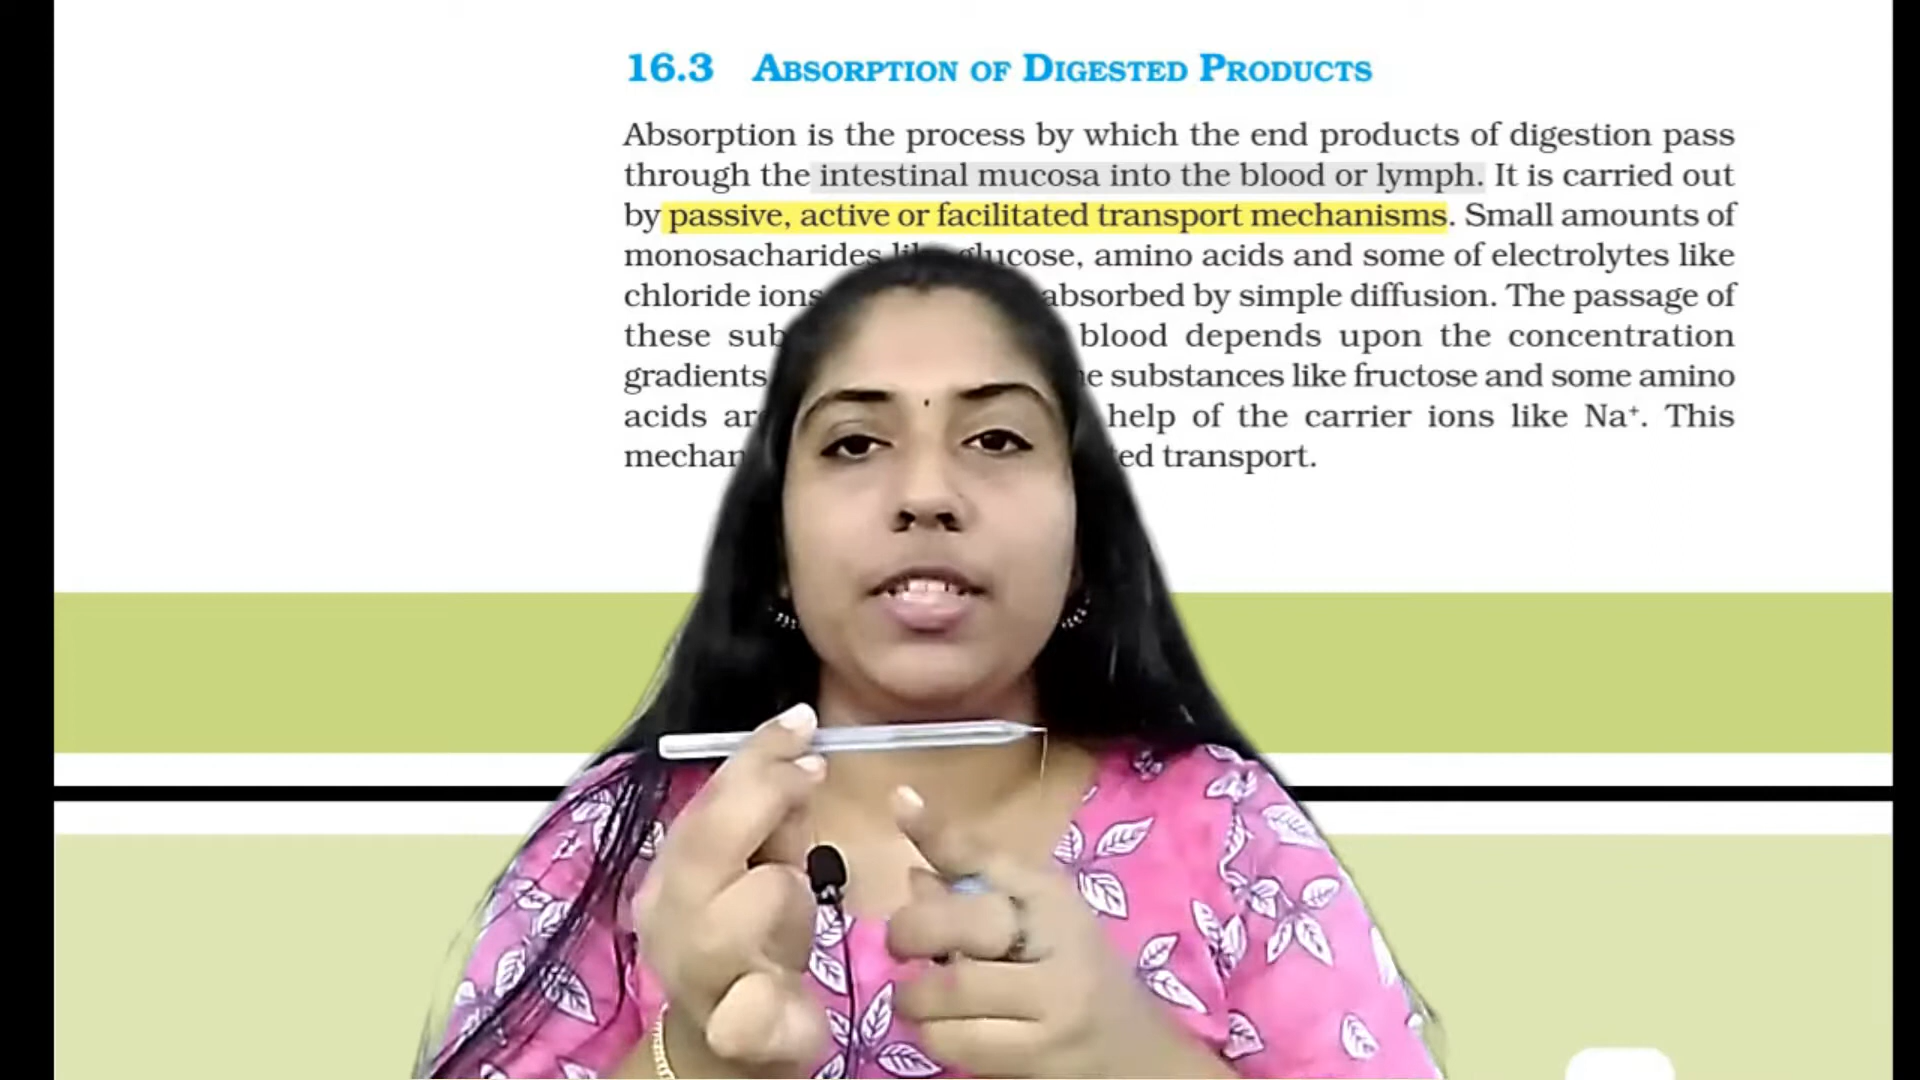 16.3 ABSORPTION OF DIGESTED PRODUCTS
Absorption is the process by which the end products of digestion pass
through the intestinal mucosa into the blood or lymph. It is carried out
by passive, active or facilitated transport mechanisms. Small amounts of
monosacharides glucose, amino acids and some of electrolytes like
chloride ions absorbed by simple diffusion. The passage of
these blood depends upon the concentration
gradients substances like fructose and some amino
acids help of the carrier ions like Na⁺. This
transport.